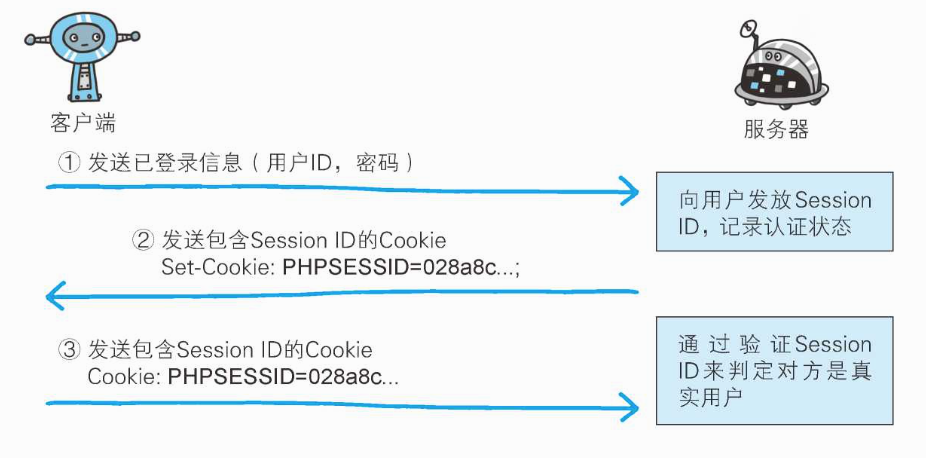 客户端
服务器
① 发送已登录信息（用户ID，密码）
向用户发放Session
ID，记录认证状态
② 发送包含Session ID的Cookie
Set-Cookie: PHPSESSID=028a8c...;
③ 发送包含Session ID的Cookie
Cookie: PHPSESSID=028a8c...
通过验证Session
ID来判定对方是真
实用户